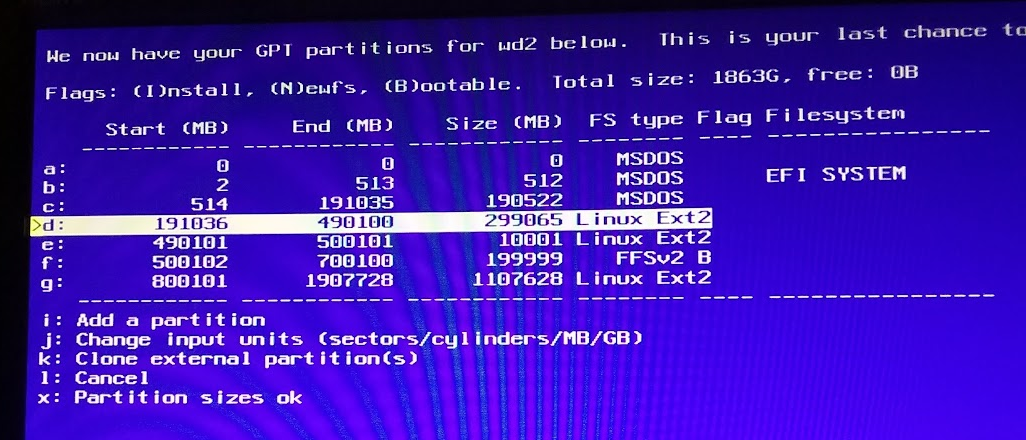 We now have your GPT partitions for wd2 below. This is your last chance to
Flags: (I)nstall, (N)ewfs, (B)ootable. Total size: 1863G, free: 0B
Start (MB) End (MB) Size (MB) FS type Flag Filesystem
------------ ------------ ------------ -------- ---- ----------------
a: 0 0 0 MSDOS
b: 2 513 512 MSDOS EFI SYSTEM
c: 514 191035 190522 MSDOS
>d: 191036 490100 299065 Linux Ext2
e: 490101 500101 10001 Linux Ext2
f: 500102 700100 199999 FFSv2 B
g: 800101 1907728 1107628 Linux Ext2
------------ ------------ ------------ -------- ---- ----------------
i: Add a partition
j: Change input units (sectors/cylinders/MB/GB)
k: Clone external partition(s)
l: Cancel
x: Partition sizes ok